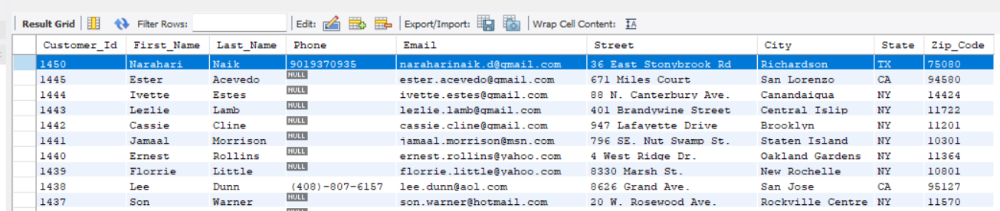 Result Grid Filter Rows: Edit: Export/Import: Wrap Cell Content:
Customer_Id First_Name Last_Name Phone Email Street City State Zip_Code
1450 Narahari Naik 9019370935 naraharinaik.d@gmail.com 36 East Stonybrook Rd Richardson TX 75080
1445 Ester Acevedo NULL ester.acevedo@gmail.com 671 Miles Court San Lorenzo CA 94580
1444 Ivette Estes NULL ivette.estes@gmail.com 88 N. Canterbury Ave. Canandaigua NY 14424
1443 Lezlie Lamb NULL lezlie.lamb@gmail.com 401 Brandywine Street Central Islip NY 11722
1442 Cassie Cline NULL cassie.cline@gmail.com 947 Lafayette Drive Brooklyn NY 11201
1441 Jamaal Morrison NULL jamaal.morrison@msn.com 796 SE. Nut Swamp St. Staten Island NY 10301
1440 Ernest Rollins NULL ernest.rollins@yahoo.com 4 West Ridge Dr. Oakland Gardens NY 11364
1439 Florrie Little NULL florrie.little@yahoo.com 8330 Marsh St. New Rochelle NY 10801
1438 Lee Dunn (408)-807-6157 lee.dunn@aol.com 8626 Grand Ave. San Jose CA 95127
1437 Son Warner NULL son.warner@hotmail.com 20 W. Rosewood Ave. Rockville Centre NY 11570